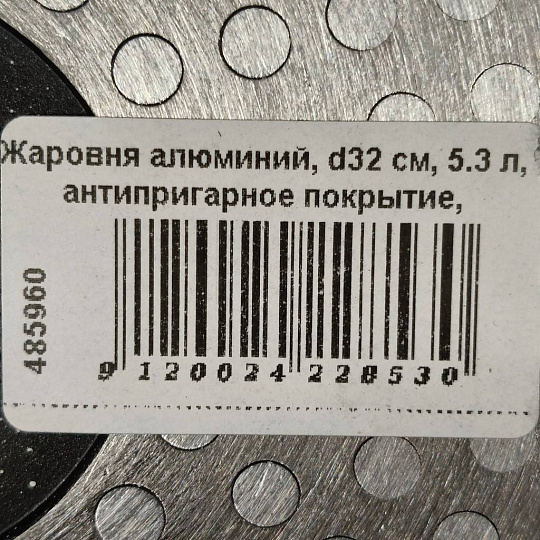 Жаровня алюминий, d32 см, 5.3 л,
антипригарное покрытие,
485960
9 120024 228530